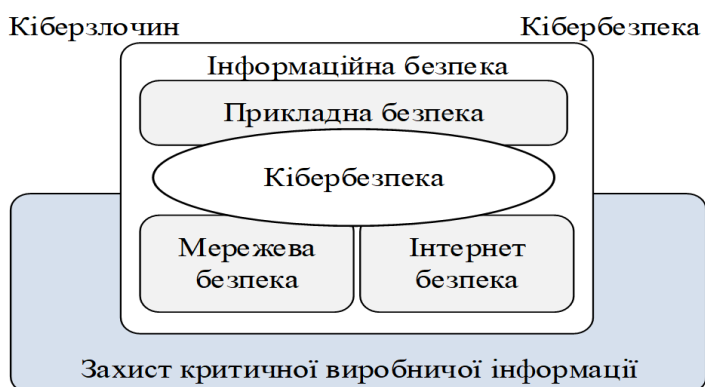 Кіберзлочин
Кібербезпека
Інформаційна безпека
Прикладна безпека
Кібербезпека
Мережева
безпека
Інтернет
безпека
Захист критичної виробничої інформації